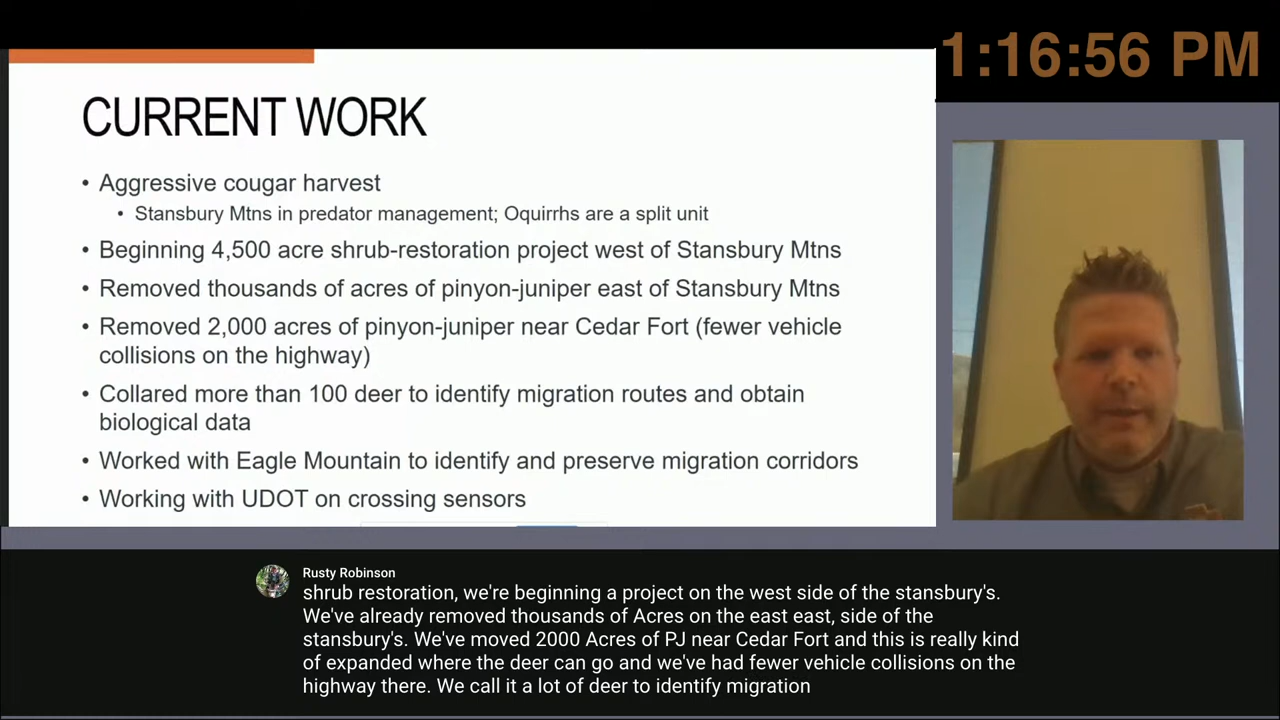 1:16:56 PM
CURRENT WORK
• Aggressive cougar harvest
• Stansbury Mtns in predator management; Oquirrhs are a split unit
• Beginning 4,500 acre shrub-restoration project west of Stansbury Mtns
• Removed thousands of acres of pinyon-juniper east of Stansbury Mtns
• Removed 2,000 acres of pinyon-juniper near Cedar Fort (fewer vehicle
collisions on the highway)
• Collared more than 100 deer to identify migration routes and obtain
biological data
• Worked with Eagle Mountain to identify and preserve migration corridors
• Working with UDOT on crossing sensors
Rusty Robinson
shrub restoration, we're beginning a project on the west side of the stansbury's.
We've already removed thousands of Acres on the east east, side of the
stansbury's. We've moved 2000 Acres of PJ near Cedar Fort and this is really kind
of expanded where the deer can go and we've had fewer vehicle collisions on the
highway there. We call it a lot of deer to identify migration